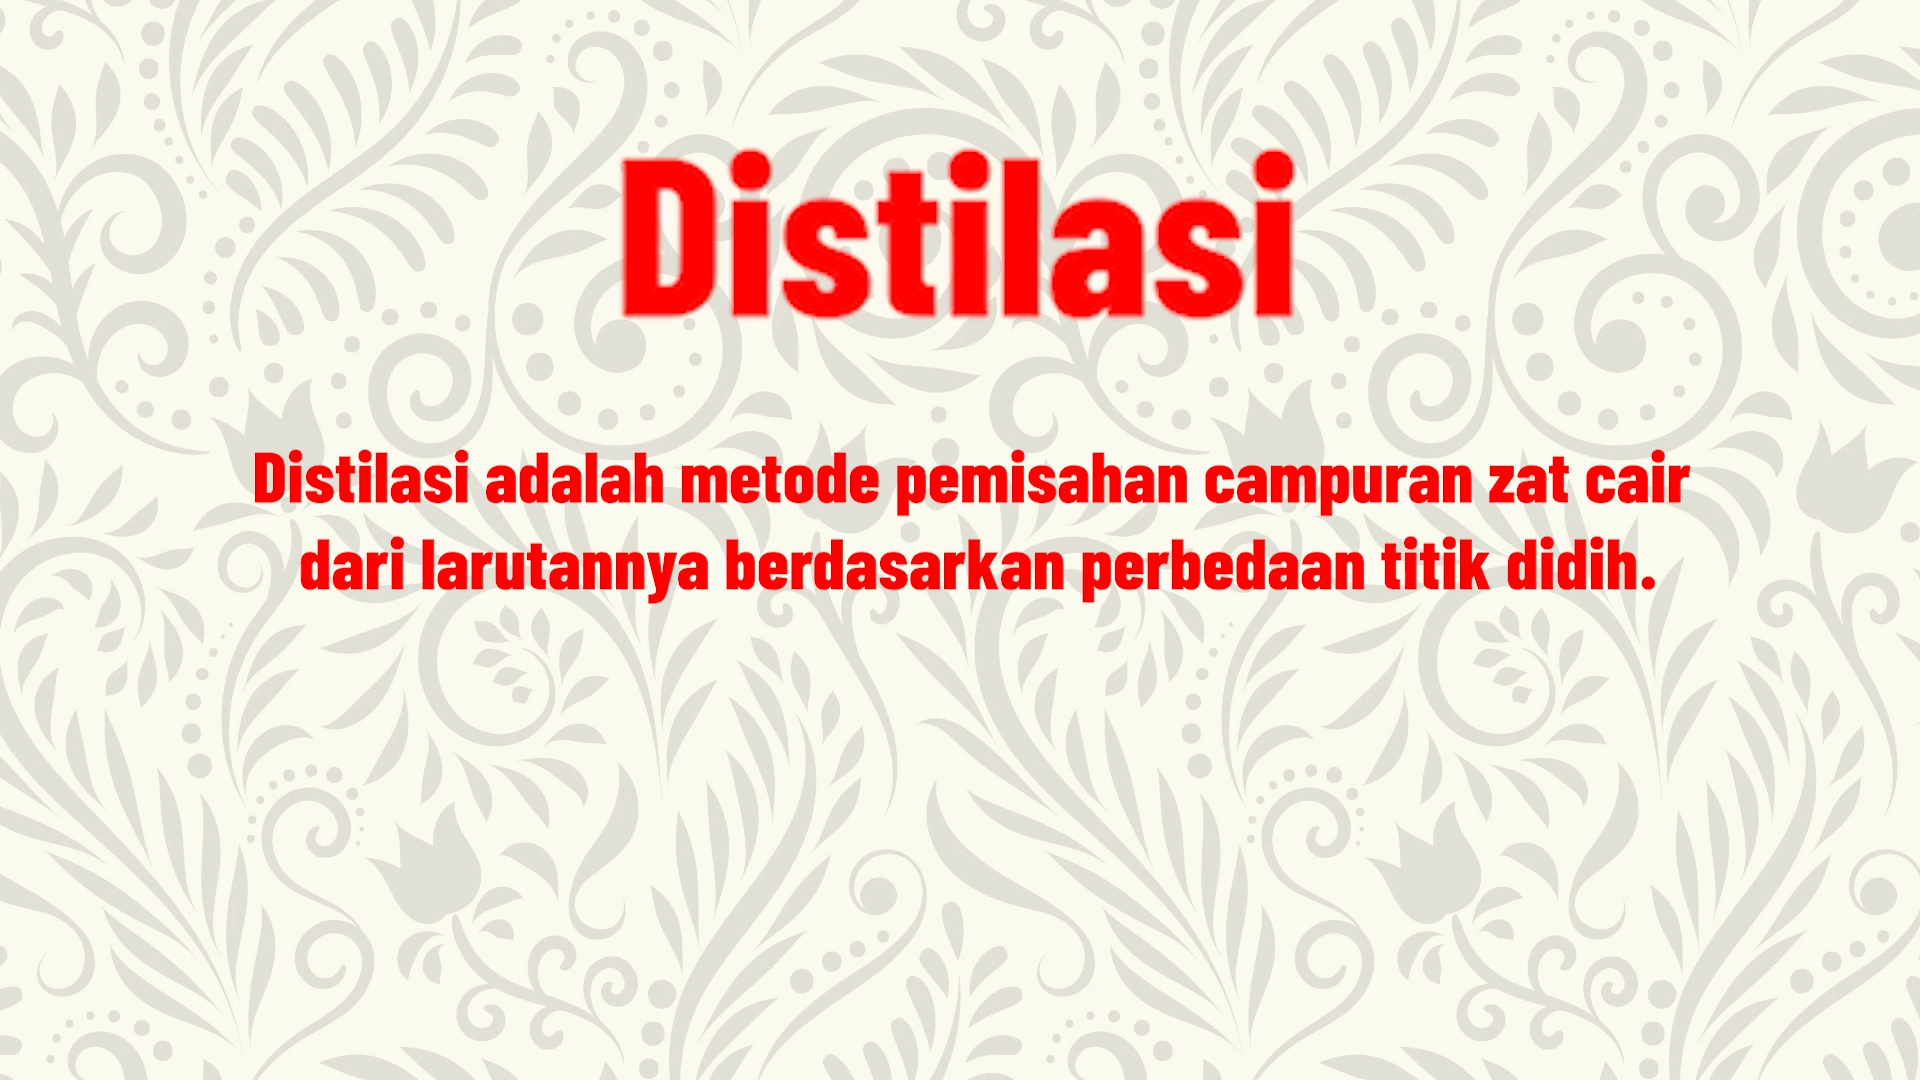 Distilasi
Distilasi adalah metode pemisahan campuran zat cair
dari larutannya berdasarkan perbedaan titik didih.